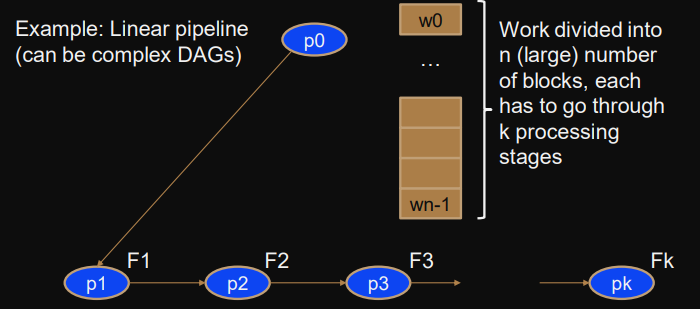 Example: Linear pipeline
(can be complex DAGs)
p0
w0
...
wn-1
Work divided into
n (large) number
of blocks, each
has to go through
k processing
stages
F1
F2
F3
Fk
p1
p2
p3
pk